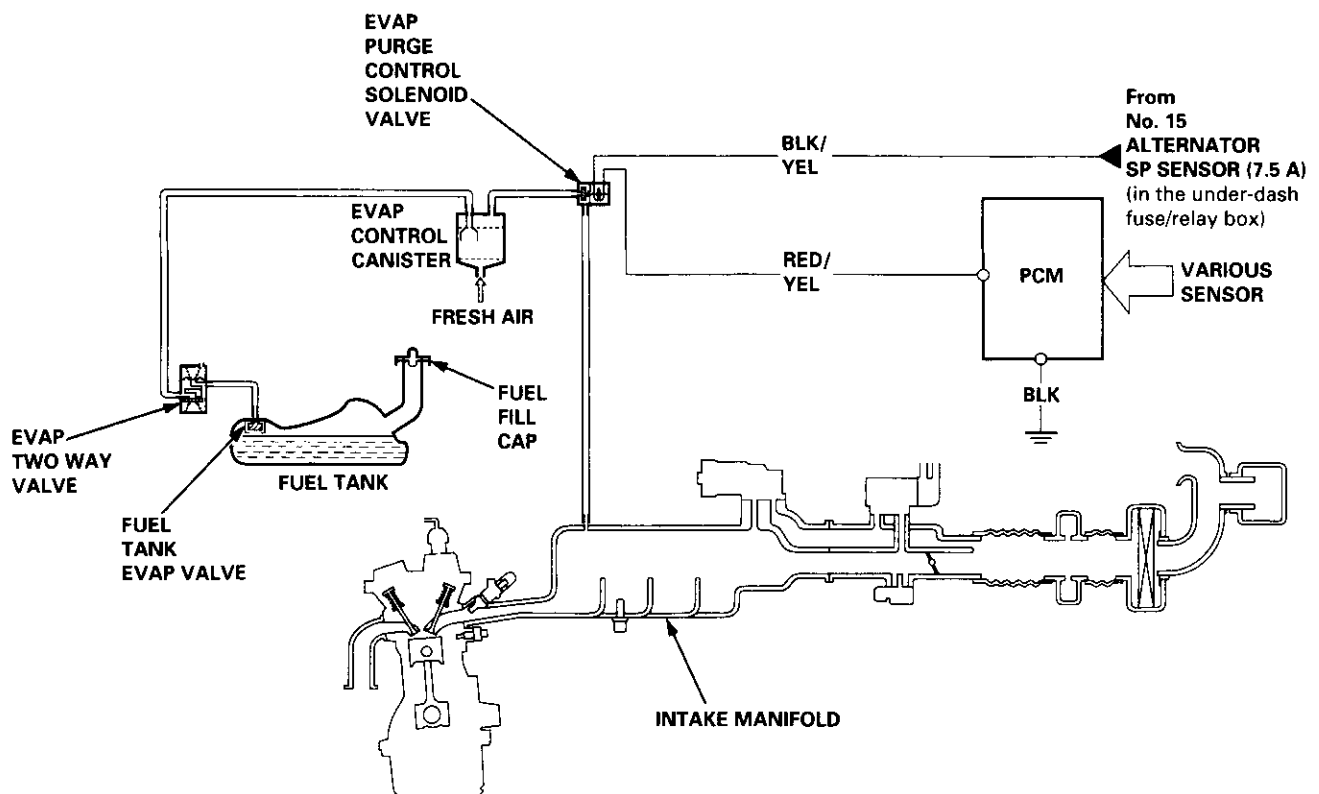 EVAP
PURGE
CONTROL
SOLENOID
VALVE
From
No. 15
ALTERNATOR
SP SENSOR (7.5 A)
(in the under-dash
fuse/relay box)
BLK/
YEL
EVAP
CONTROL
CANISTER
FRESH AIR
RED/
YEL
PCM
VARIOUS
SENSOR
BLK
FUEL
FILL
CAP
EVAP
TWO WAY
VALVE
FUEL TANK
FUEL
TANK
EVAP VALVE
INTAKE MANIFOLD